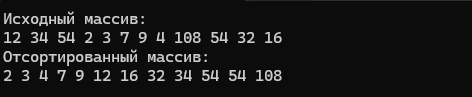 Исходный массив:
12 34 54 2 3 7 9 4 108 54 32 16
Отсортированный массив:
2 3 4 7 9 12 16 32 34 54 54 108